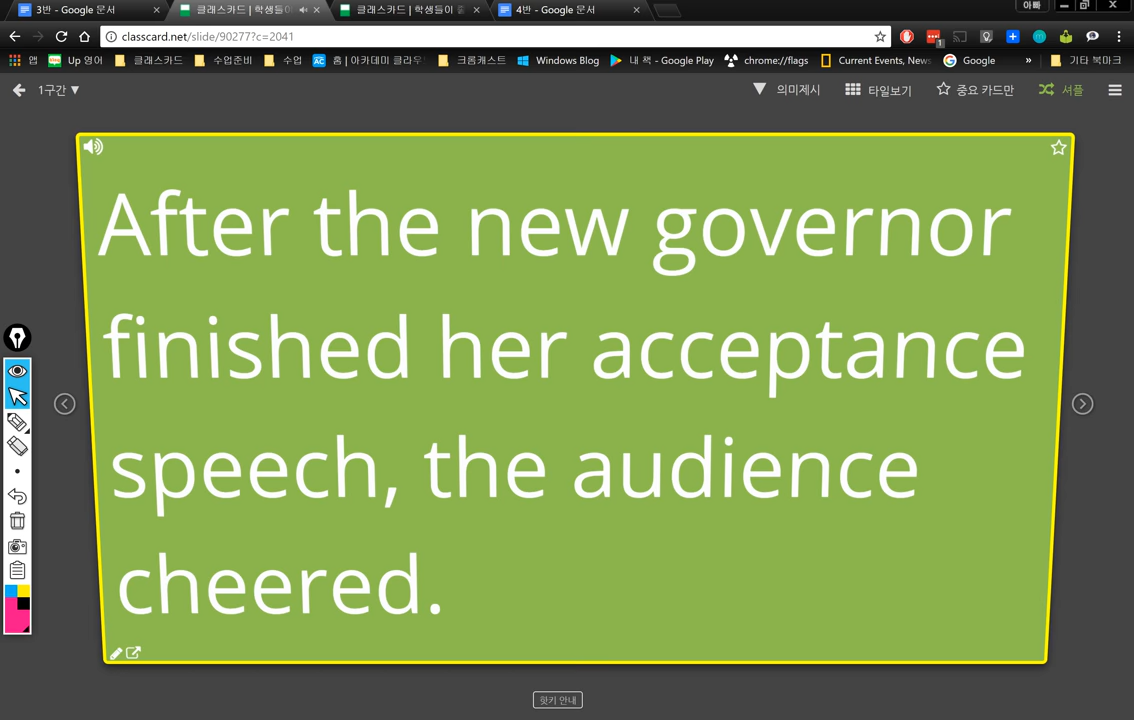 3반 - Google 문서
클래스카드 | 학생들이
클래스카드 | 학생들이
4반 - Google 문서
아빠
classcard.net/slide/90277?c=2041
1
앱
Up 영어
클래스카드
수업준비
수업
홈 | 아카데미 클라우
크롬캐스트
Windows Blog
내 책 - Google Play
chrome://flags
Current Events, News
Google
»
기타 북마크
1구간 ▼
의미제시
타일보기
중요 카드만
셔플
After the new governor
finished her acceptance
speech, the audience
cheered.
핫키 안내